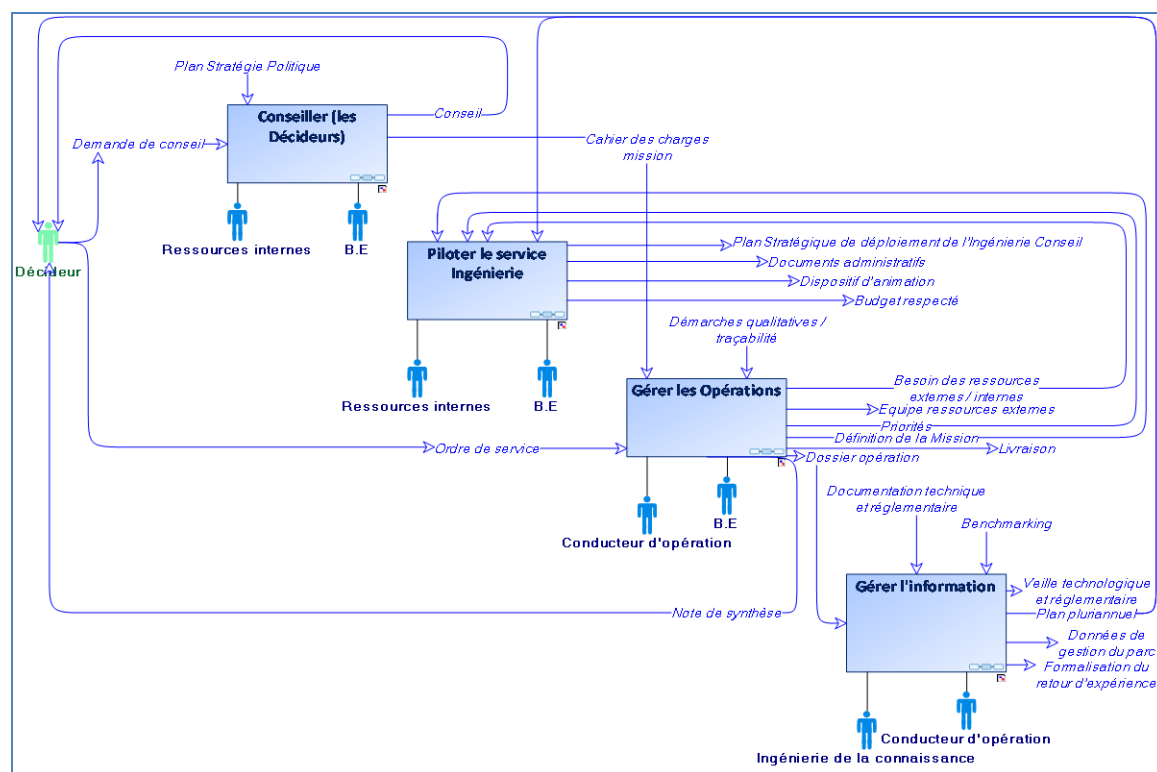 Plan Stratégie Politique
Conseiller (les
Décideurs)
Conseil
Demande de conseil
Cahier des charges
mission
Ressources internes
B.E
Décideur
Piloter le service
Ingénierie
Plan Stratégique de déploiement de l'Ingénierie Conseil
Documents administratifs
Dispositif d'animation
Budget respecté
Démarches qualitatives /
traçabilité
Ressources internes
B.E
Gérer les Opérations
Besoin des ressources
externes / internes
Equipe ressources externes
Priorités
Définition de la Mission
Ordre de service
Livraison
Dossier opération
B.E
Conducteur d'opération
Documentation technique
et réglementaire
Benchmarking
Gérer l'information
Veille technologique
et réglementaire
Plan pluriannuel
Note de synthèse
Données de
gestion du parc
Formalisation du
retour d'expérience
Conducteur d'opération
Ingénierie de la connaissance